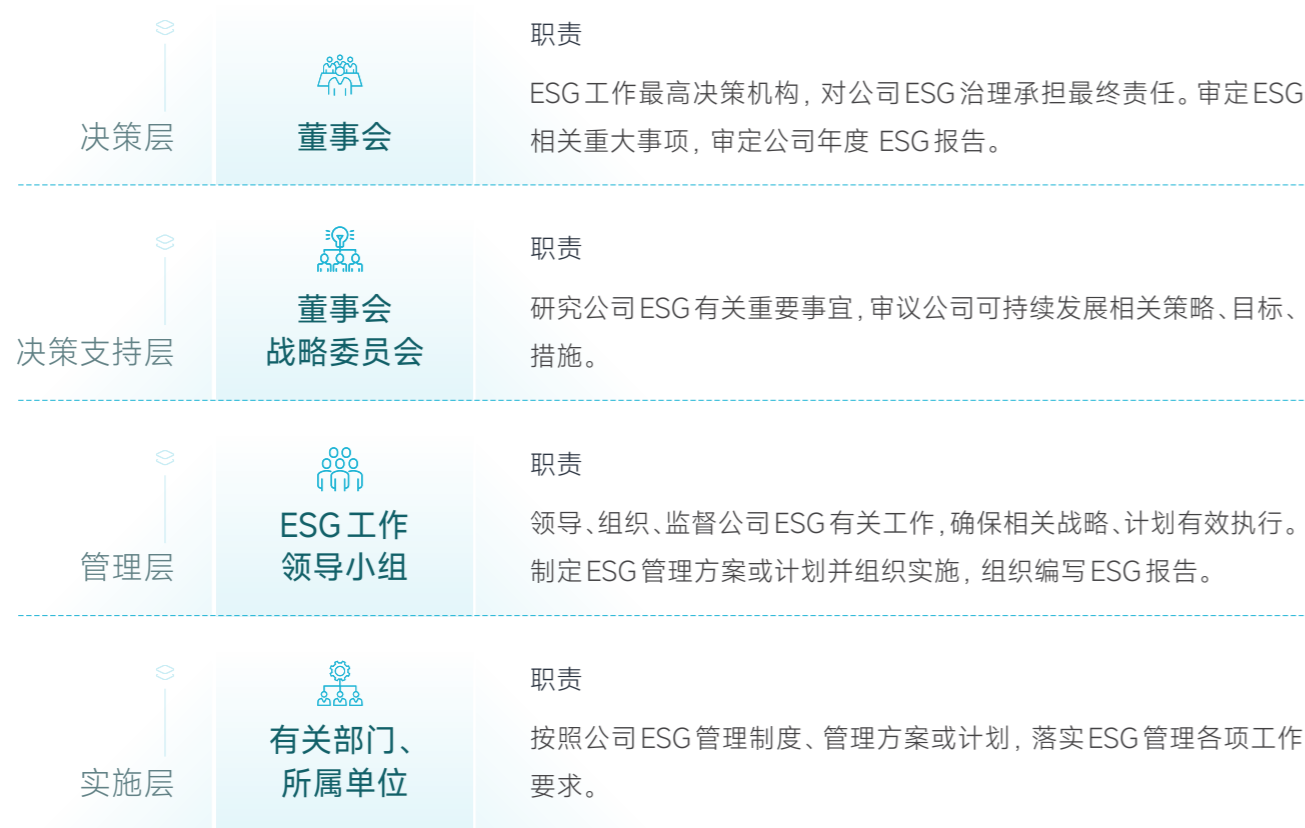 决策层
董事会
职责
ESG工作最高决策机构，对公司ESG治理承担最终责任。审定ESG
相关重大事项，审定公司年度 ESG报告。
决策支持层
董事会
战略委员会
职责
研究公司ESG有关重要事宜，审议公司可持续发展相关策略、目标、
措施。
管理层
ESG工作
领导小组
职责
领导、组织、监督公司ESG有关工作，确保相关战略、计划有效执行。
制定ESG管理方案或计划并组织实施，组织编写ESG报告。
实施层
有关部门、
所属单位
职责
按照公司ESG管理制度、管理方案或计划，落实ESG管理各项工作
要求。